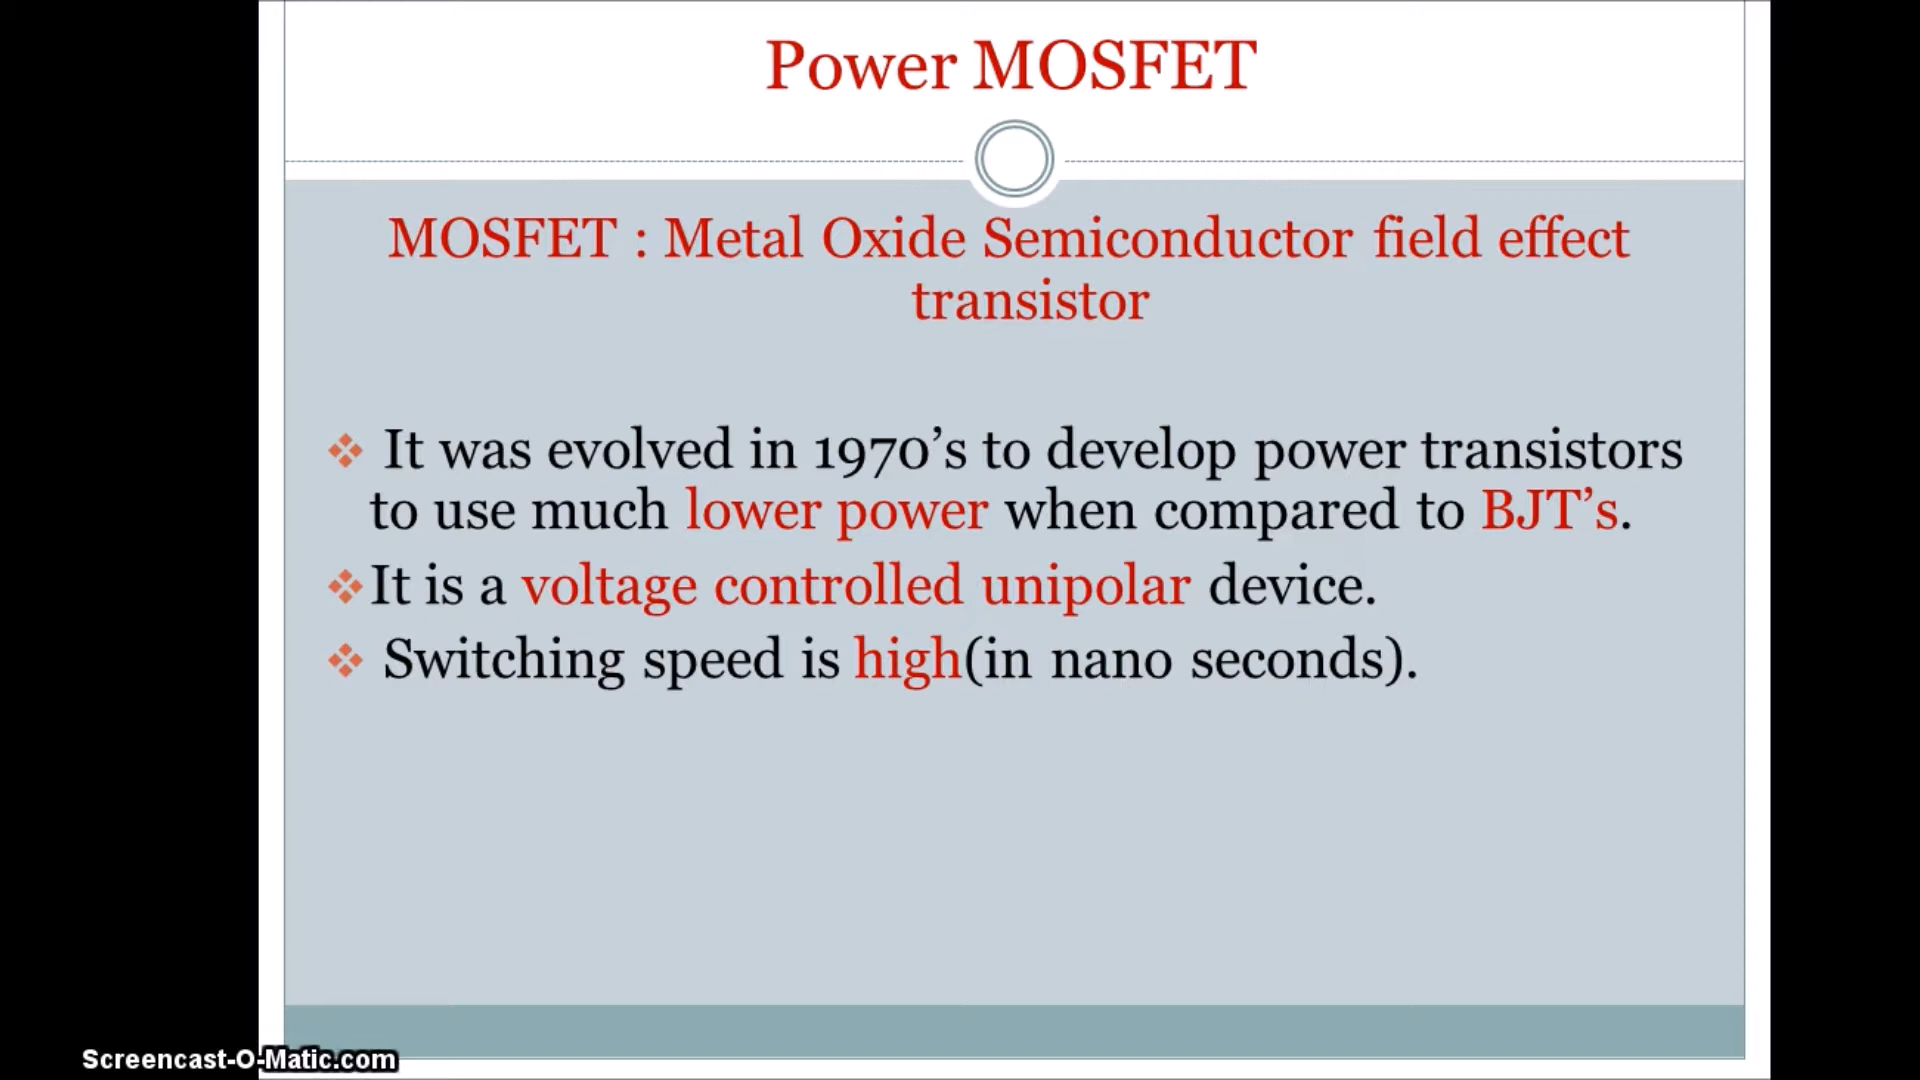 Power MOSFET
MOSFET : Metal Oxide Semiconductor field effect
transistor
It was evolved in 1970’s to develop power transistors
to use much lower power when compared to BJT’s.
It is a voltage controlled unipolar device.
Switching speed is high(in nano seconds).
Screencast-O-Matic.com